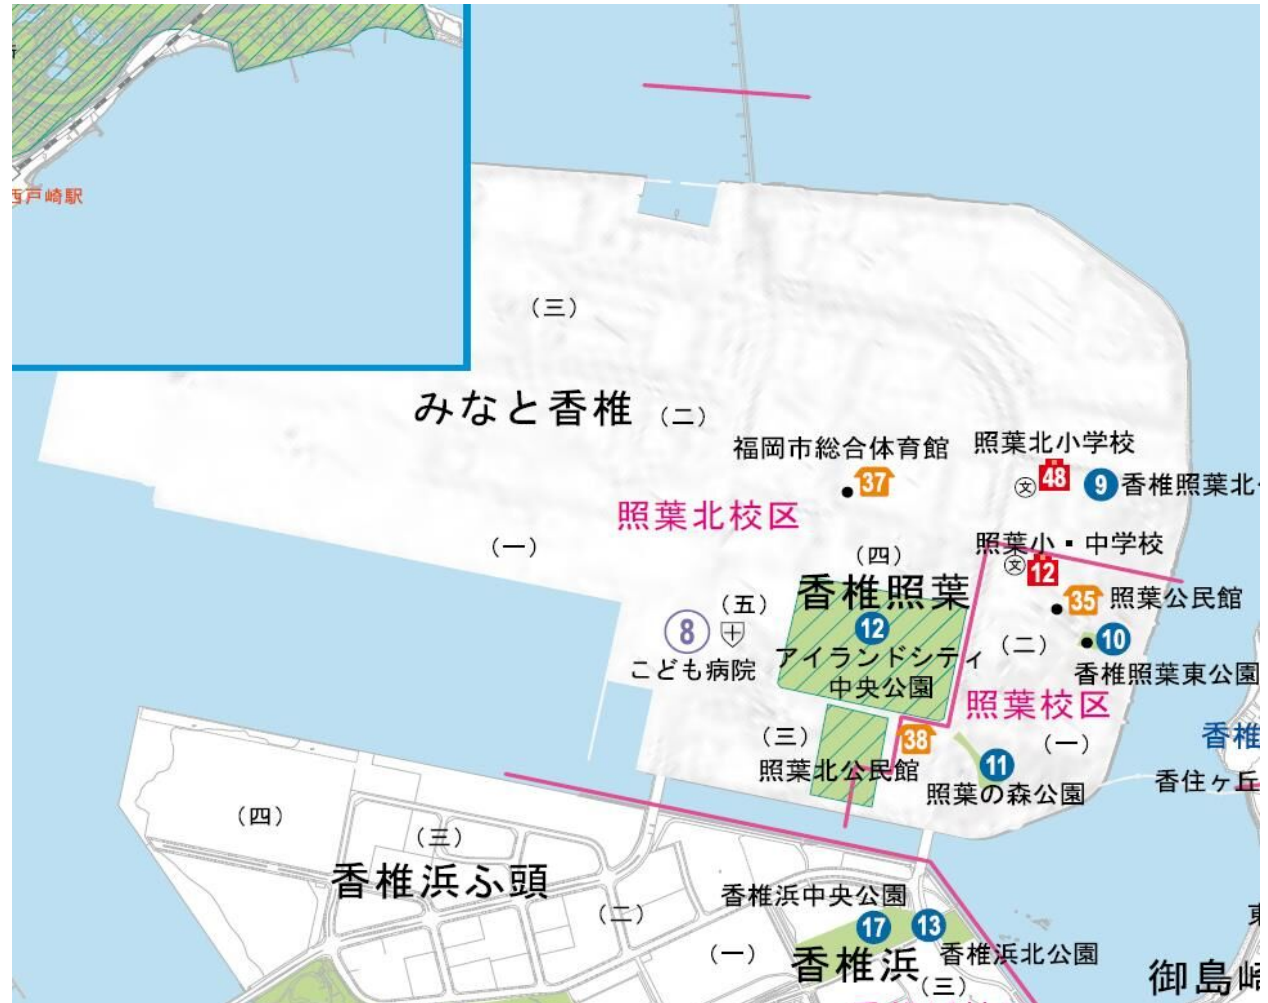 西戸崎駅
（三）
みなと香椎
（二）
福岡市総合体育館
37
照葉北小学校
文
48
9
香椎照葉北
照葉北校区
（一）
照葉小・中学校
文
12
（四）
香椎照葉
35
照葉公民館
（五）
8
こども病院
12
アイランドシティ
中央公園
（二）
10
香椎照葉東公園
照葉校区
（三）
38
照葉北公民館
（一）
11
照葉の森公園
香椎
香住ヶ丘
（四）
（三）
香椎浜ふ頭
（二）
香椎浜中央公園
17
13
香椎浜北公園
（一）
香椎浜
（三）
御島崎